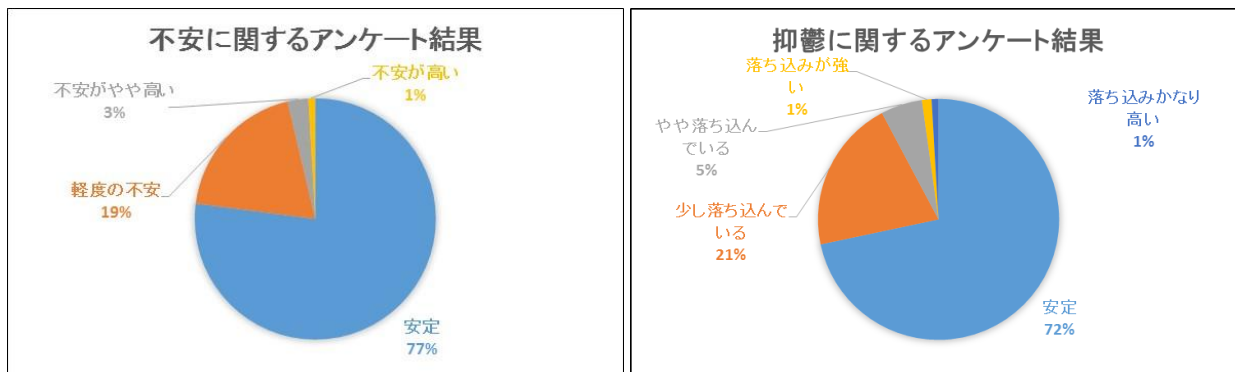 不安に関するアンケート結果
不安が高い
1%
不安がやや高い
3%
軽度の不安
19%
安定
77%
抑鬱に関するアンケート結果
落ち込みが強
い
1%
落ち込みかなり
高い
1%
やや落ち込ん
でいる
5%
少し落ち込んで
いる
21%
安定
72%